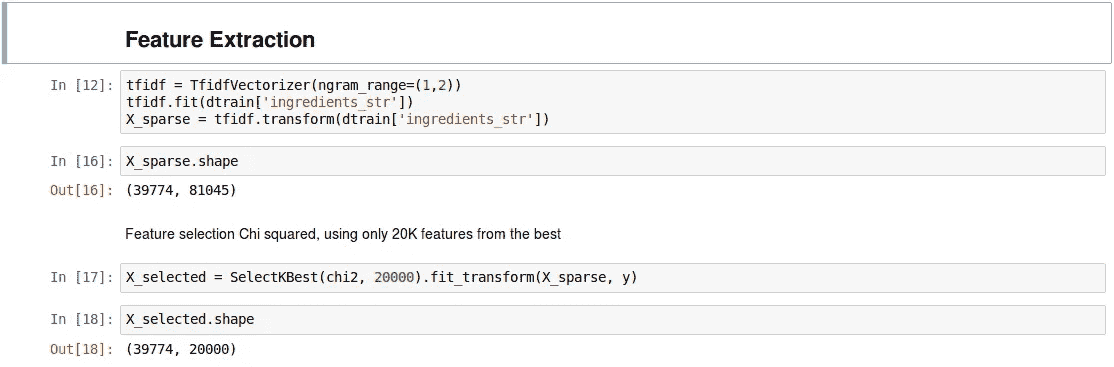 Feature Extraction
In [12]: tfidf = TfidfVectorizer(ngram_range=(1,2))
tfidf.fit(dtrain['ingredients_str'])
X_sparse = tfidf.transform(dtrain['ingredients_str'])
In [16]: X_sparse.shape
Out[16]: (39774, 81045)
Feature selection Chi squared, using only 20K features from the best
In [17]: X_selected = SelectKBest(chi2, 20000).fit_transform(X_sparse, y)
In [18]: X_selected.shape
Out[18]: (39774, 20000)